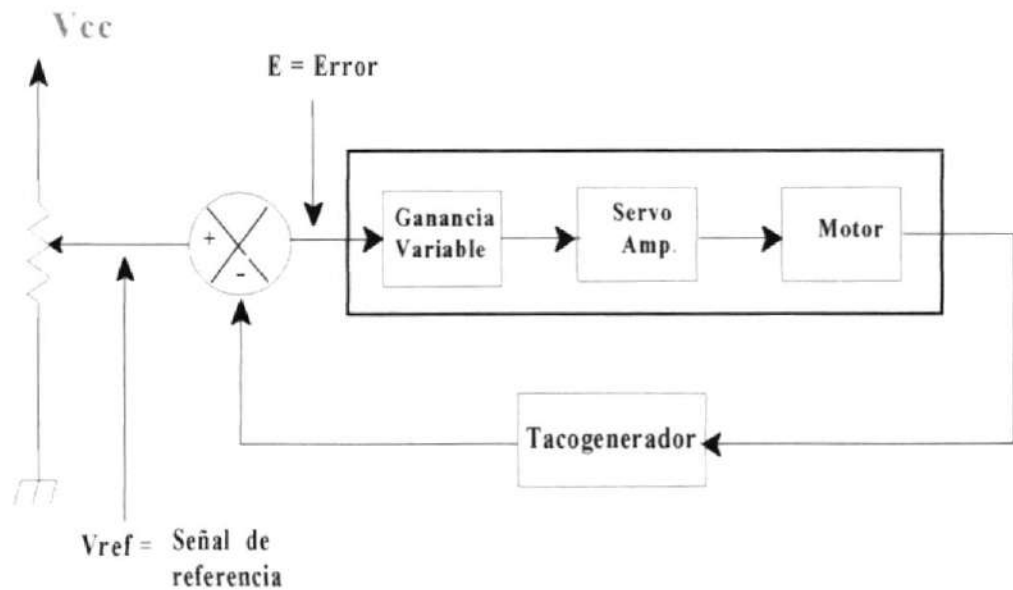 Vcc
E = Error
Ganancia
Variable
Servo
Amp.
Motor
+
-
Tacogenerador
Vref = Señal de
referencia